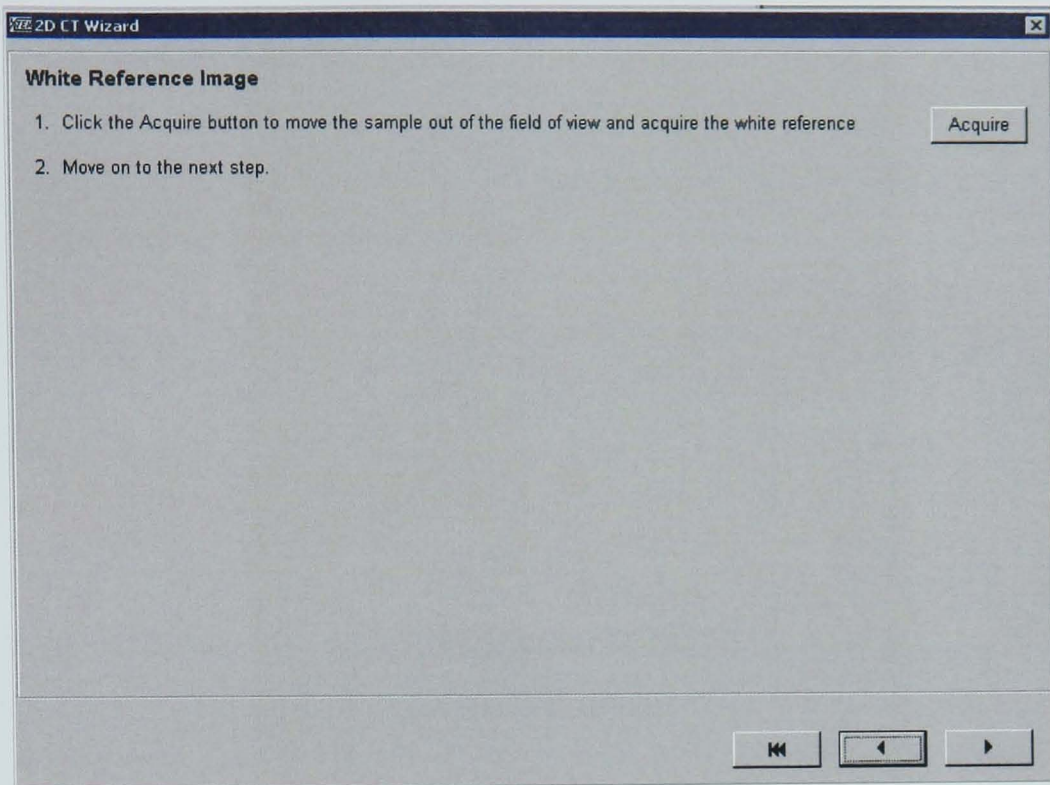 2D CT Wizard
White Reference Image
1. Click the Acquire button to move the sample out of the field of view and acquire the white reference
Acquire
2. Move on to the next step.